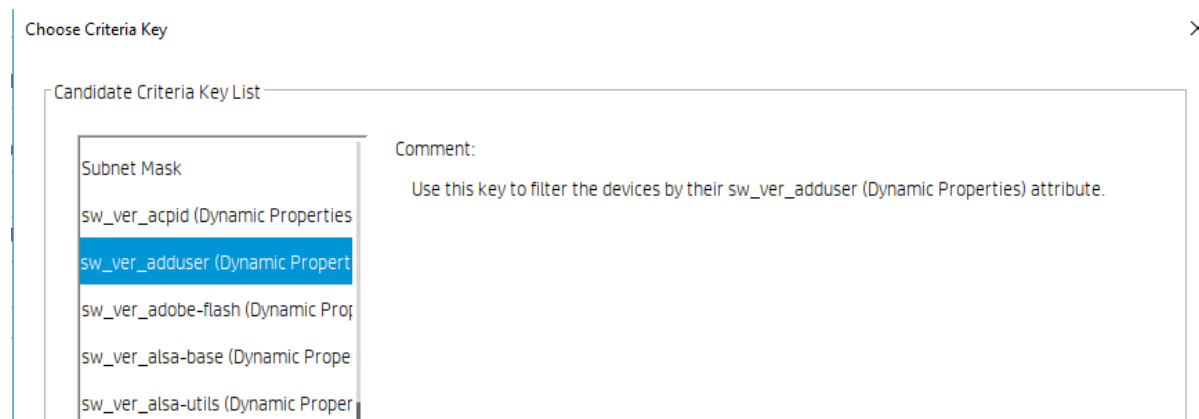 Choose Criteria Key
Candidate Criteria Key List
Subnet Mask
sw_ver_acpid (Dynamic Properties
sw_ver_adduser (Dynamic Propert
sw_ver_adobe-flash (Dynamic Prop
sw_ver_alsa-base (Dynamic Prope
sw_ver_alsa-utils (Dynamic Proper
Comment:
Use this key to filter the devices by their sw_ver_adduser (Dynamic Properties) attribute.